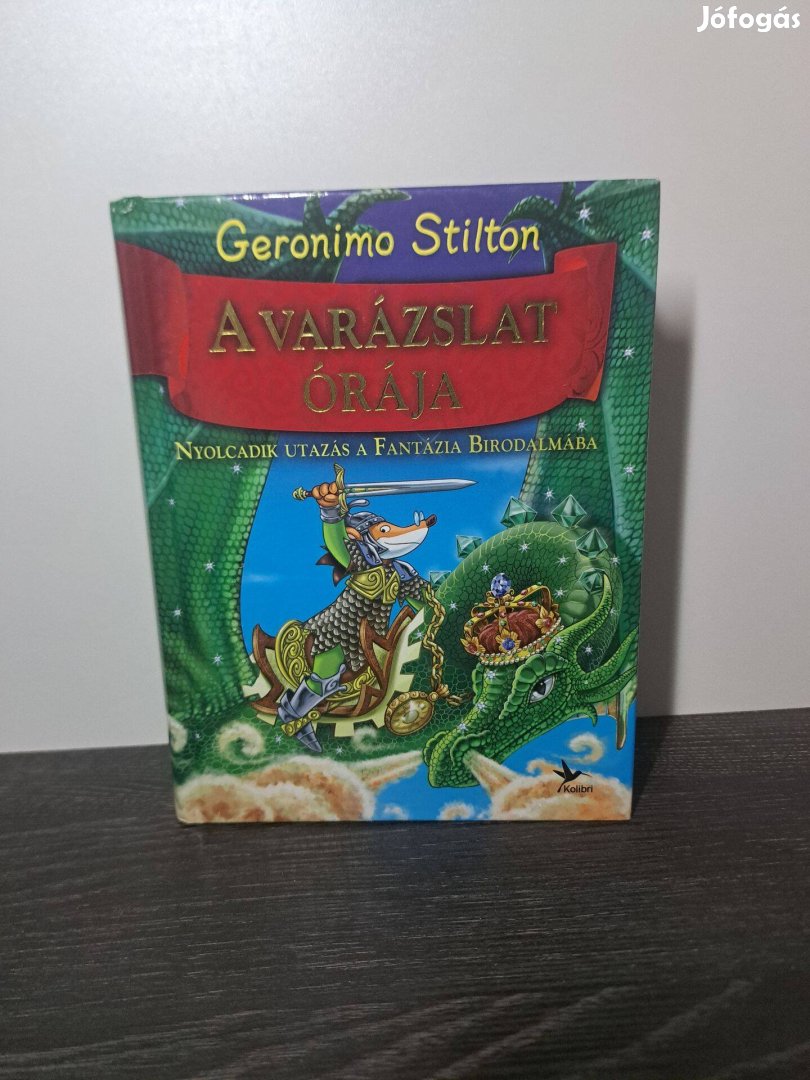 Jófogás
Geronimo Stilton
A VARÁZSLAT
ÓRÁJA
NYOLCADIK UTAZÁS A FANTÁZIA BIRODALMÁBA
Kolibri